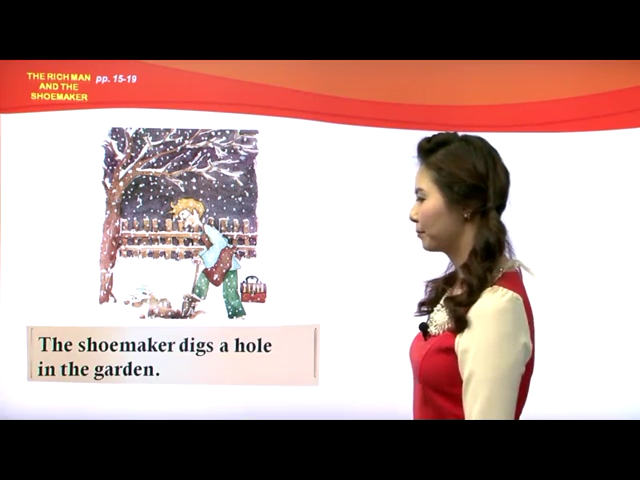 THE RICH MAN
AND THE
SHOEMAKER
pp. 15-19
The shoemaker digs a hole
in the garden.